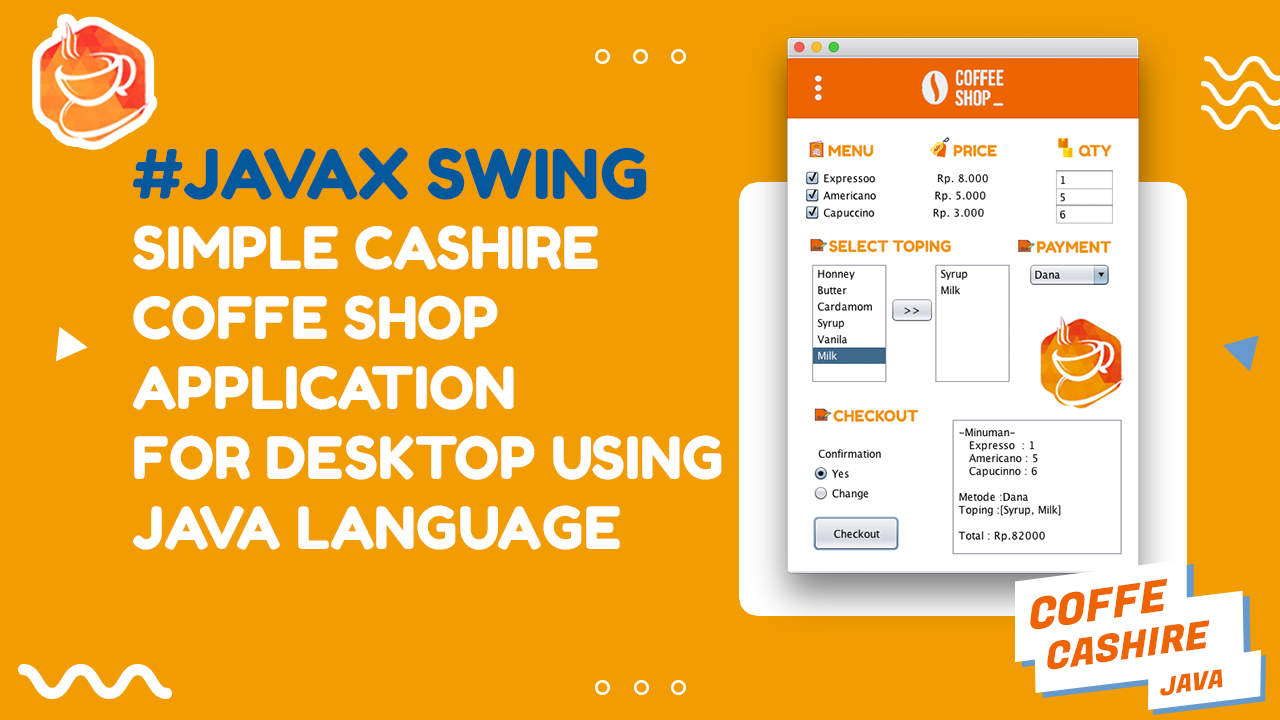 #JAVAX SWING
SIMPLE CASHIRE
COFFE SHOP
APPLICATION
FOR DESKTOP USING
JAVA LANGUAGE
COFFEE
SHOP_
MENU PRICE QTY
Expressoo Rp. 8.000 1
Americano Rp. 5.000 5
Capuccino Rp. 3.000 6
SELECT TOPING PAYMENT
Honney
Butter
Cardamom
Syrup
Vanila
Milk
>>
Syrup
Milk
Dana
CHECKOUT
Confirmation
Yes
Change
Checkout
-Minuman-
Expresso : 1
Americano : 5
Capucinno : 6
Metode :Dana
Toping :[Syrup, Milk]
Total : Rp.82000
COFFE
CASHIRE
JAVA